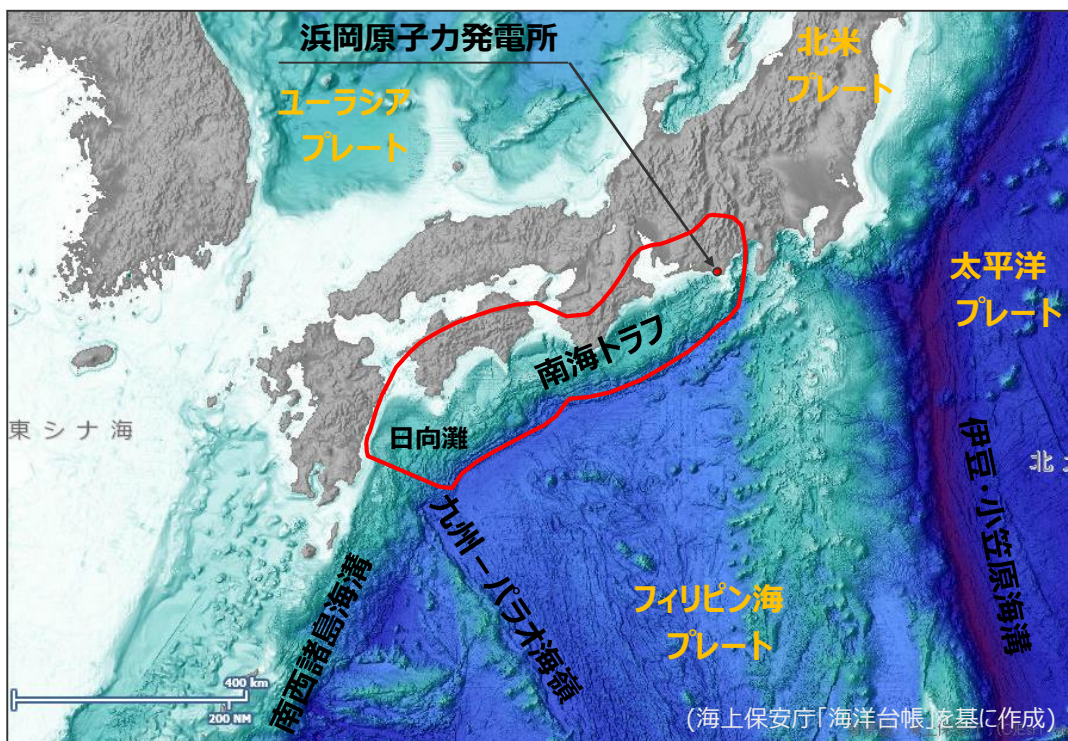 浜岡原子力発電所
北米
プレート
ユーラシア
プレート
太平洋
プレート
南海トラフ
東シナ海
日向灘
伊豆・小笠原海溝
九州－パラオ海嶺
南西諸島海溝
フィリピン海
プレート
400 km
200 NM
(海上保安庁「海洋台帳」を基に作成)